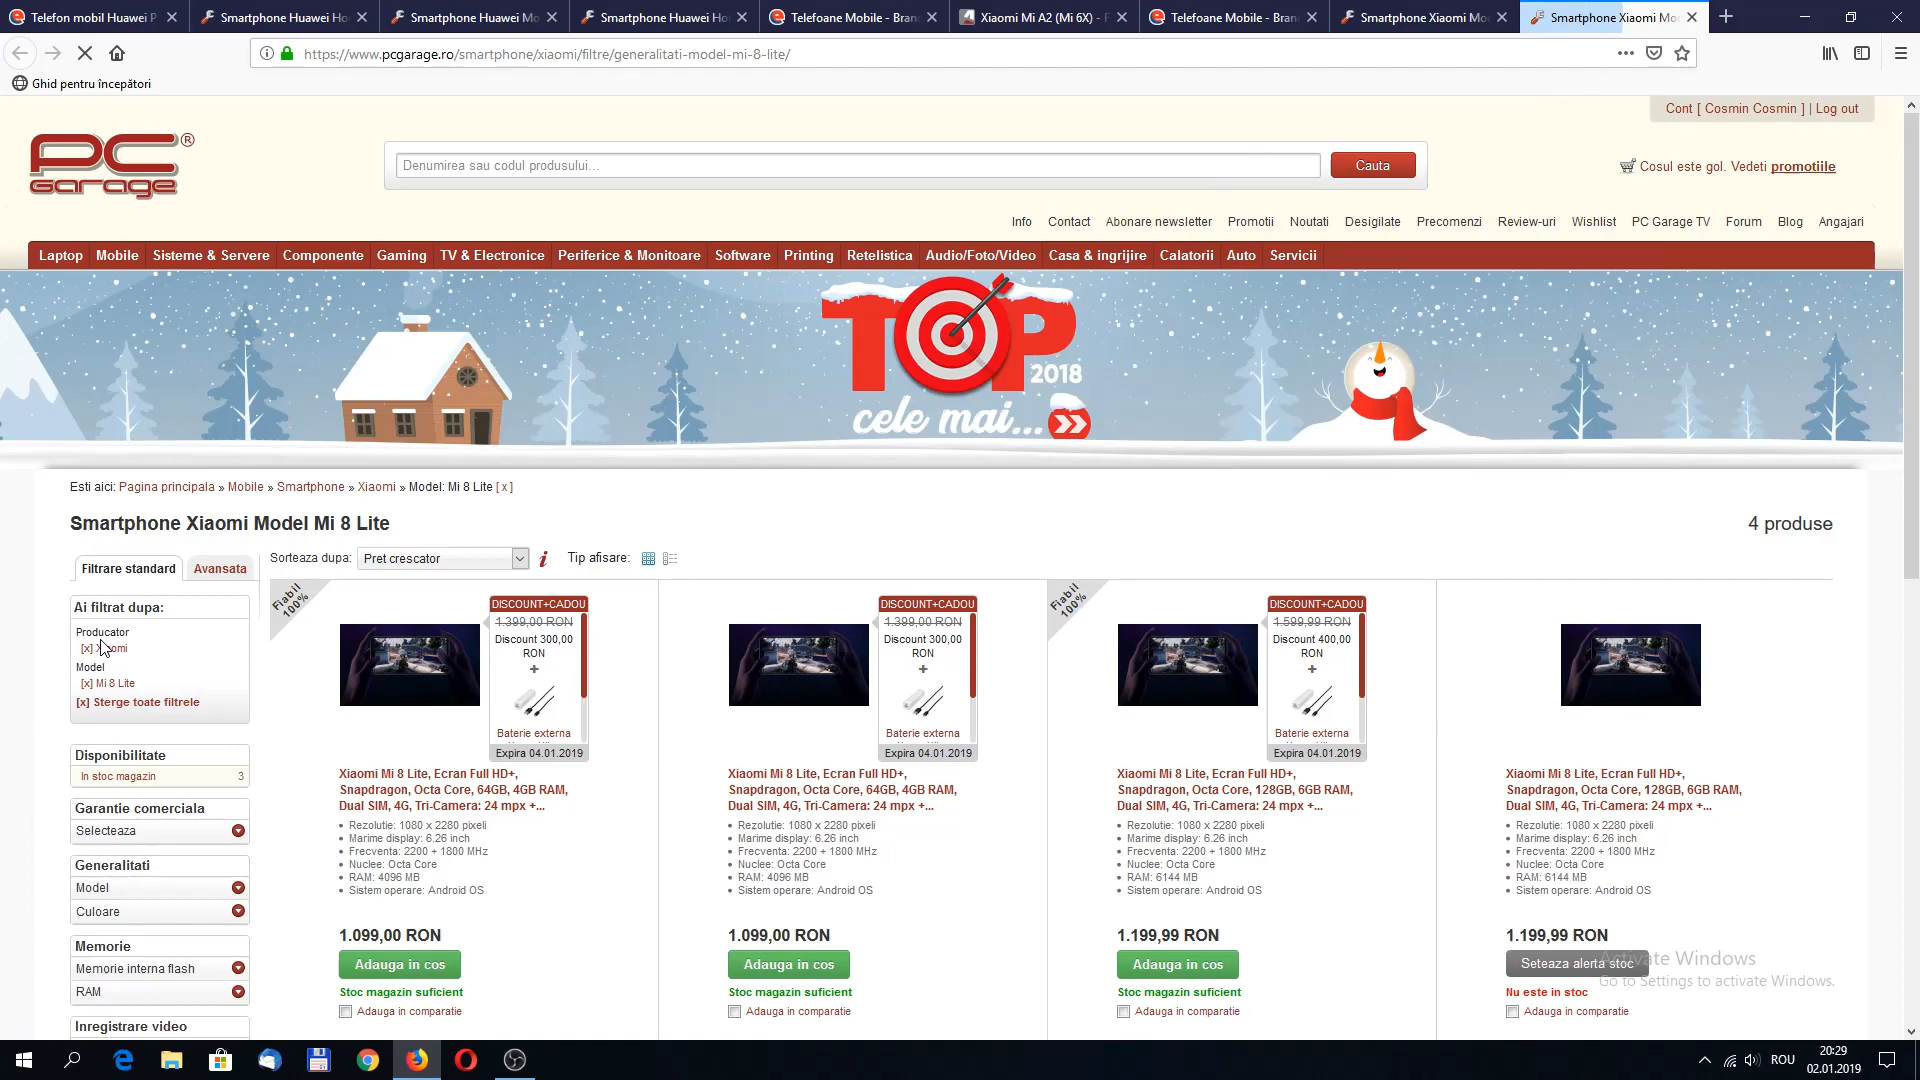 Telefon mobil Huawei P
Smartphone Huawei Ho
Smartphone Huawei Mo
Smartphone Huawei Ho
Telefoane Mobile - Bran
Xiaomi Mi A2 (Mi 6X) - F
Telefoane Mobile - Bran
Smartphone Xiaomi Mo
Smartphone Xiaomi Mo
https://www.pcgarage.ro/smartphone/xiaomi/filtre/generalitati-model-mi-8-lite/
Ghid pentru începători
Cont [ Cosmin Cosmin ] | Log out
PC Garage ®
Denumirea sau codul produsului...
Cauta
Cosul este gol. Vedeti promotiile
Info Contact Abonare newsletter Promotii Noutati Desigilate Precomenzi Review-uri Wishlist PC Garage TV Forum Blog Angajari
Laptop Mobile Sisteme & Servere Componente Gaming TV & Electronice Periferice & Monitoare Software Printing Retelistica Audio/Foto/Video Casa & ingrijire Calatorii Auto Servicii
TOP
2018
cele mai...
Esti aici: Pagina principala » Mobile » Smartphone » Xiaomi » Model: Mi 8 Lite [ x ]
Smartphone Xiaomi Model Mi 8 Lite
4 produse
Filtrare standard
Avansata
Sorteaza dupa: Pret crescator i Tip afisare:
Ai filtrat dupa:
Producator
[x] Xiaomi
Model
[x] Mi 8 Lite
[x] Sterge toate filtrele
Disponibilitate
In stoc magazin 3
Garantie comerciala
Selecteaza
Generalitati
Model
Culoare
Memorie
Memorie interna flash
RAM
Inregistrare video
Fiabil
100%
DISCOUNT+CADOU
1.399,00 RON
Discount 300,00
RON
+
Baterie externa
Expira 04.01.2019
Xiaomi Mi 8 Lite, Ecran Full HD+,
Snapdragon, Octa Core, 64GB, 4GB RAM,
Dual SIM, 4G, Tri-Camera: 24 mpx +...
Rezolutie: 1080 x 2280 pixeli
Marime display: 6.26 inch
Frecventa: 2200 + 1800 MHz
Nuclee: Octa Core
RAM: 4096 MB
Sistem operare: Android OS
1.099,00 RON
Adauga in cos
Stoc magazin suficient
Adauga in comparatie
DISCOUNT+CADOU
1.399,00 RON
Discount 300,00
RON
+
Baterie externa
Expira 04.01.2019
Xiaomi Mi 8 Lite, Ecran Full HD+,
Snapdragon, Octa Core, 64GB, 4GB RAM,
Dual SIM, 4G, Tri-Camera: 24 mpx +...
Rezolutie: 1080 x 2280 pixeli
Marime display: 6.26 inch
Frecventa: 2200 + 1800 MHz
Nuclee: Octa Core
RAM: 4096 MB
Sistem operare: Android OS
1.099,00 RON
Adauga in cos
Stoc magazin suficient
Adauga in comparatie
Fiabil
100%
DISCOUNT+CADOU
1.599,99 RON
Discount 400,00
RON
+
Baterie externa
Expira 04.01.2019
Xiaomi Mi 8 Lite, Ecran Full HD+,
Snapdragon, Octa Core, 128GB, 6GB RAM,
Dual SIM, 4G, Tri-Camera: 24 mpx +...
Rezolutie: 1080 x 2280 pixeli
Marime display: 6.26 inch
Frecventa: 2200 + 1800 MHz
Nuclee: Octa Core
RAM: 6144 MB
Sistem operare: Android OS
1.199,99 RON
Adauga in cos
Stoc magazin suficient
Adauga in comparatie
Xiaomi Mi 8 Lite, Ecran Full HD+,
Snapdragon, Octa Core, 128GB, 6GB RAM,
Dual SIM, 4G, Tri-Camera: 24 mpx +...
Rezolutie: 1080 x 2280 pixeli
Marime display: 6.26 inch
Frecventa: 2200 + 1800 MHz
Nuclee: Octa Core
RAM: 6144 MB
Sistem operare: Android OS
1.199,99 RON
Seteaza alerta stoc
Nu este in stoc
Adauga in comparatie
Activate Windows
Go to Settings to activate Windows.
ROU
20:29
02.01.2019